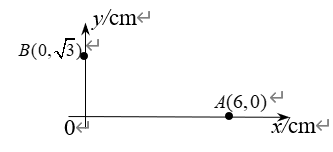 y/cm↵
B(0,√3)↵
A(6,0)↵
0↵
x/cm↵